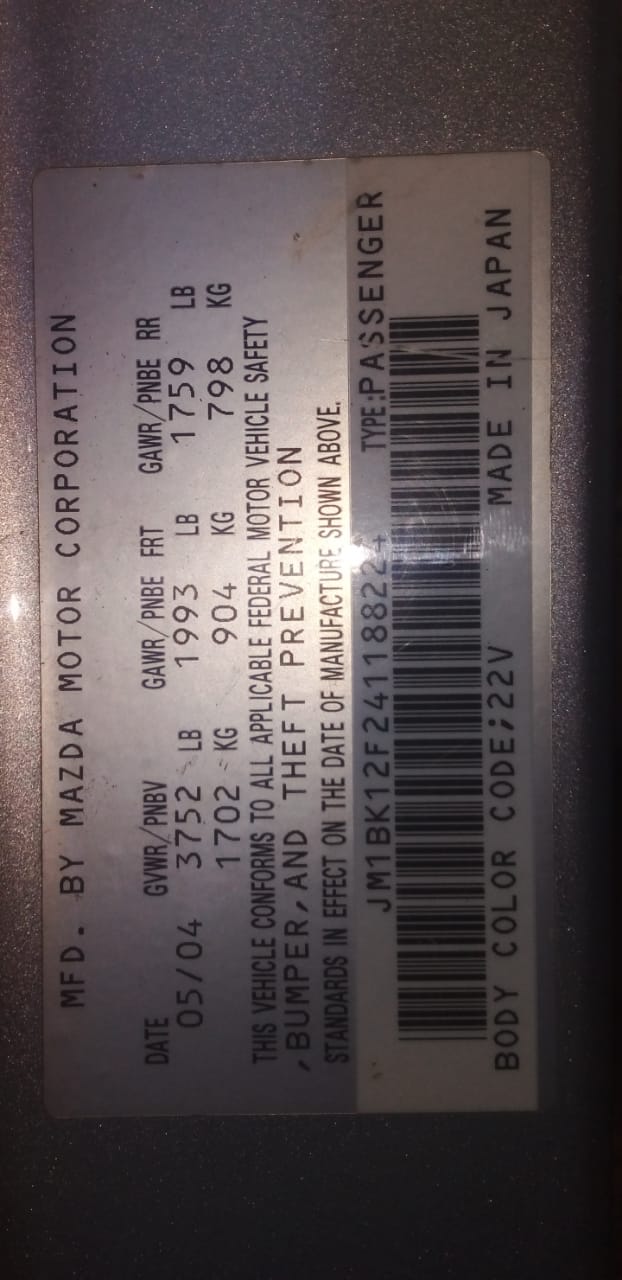 MFD. BY MAZDA MOTOR CORPORATION
DATE GVWR/PNBV GAWR/PNBE FRT GAWR/PNBE RR
05/04 3752 LB 1993 LB 1759 LB
1702 KG 904 KG 798 KG
THIS VEHICLE CONFORMS TO ALL APPLICABLE FEDERAL MOTOR VEHICLE SAFETY
,BUMPER,AND THEFT PREVENTION
STANDARDS IN EFFECT ON THE DATE OF MANUFACTURE SHOWN ABOVE.
JM1BK12F241188224 TYPE:PASSENGER
BODY COLOR CODE;22V MADE IN JAPAN